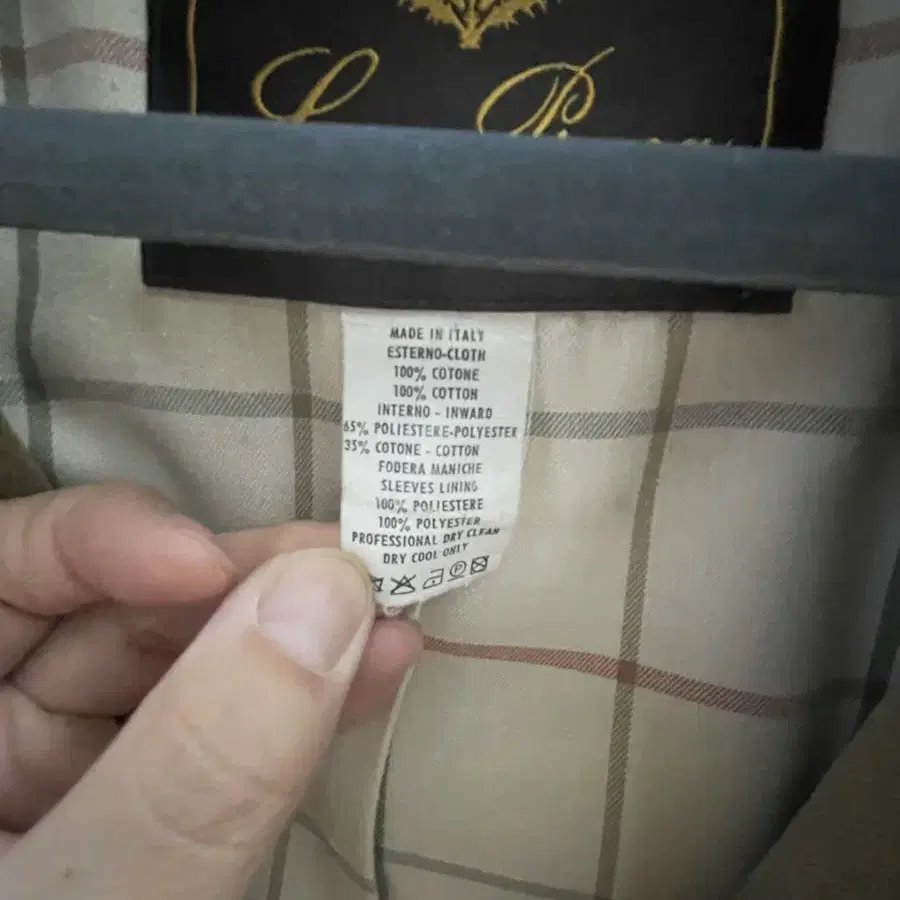 MADE IN ITALY
ESTERNO-CLOTH
100% COTONE
100% COTTON
INTERNO - INWARD
65% POLIESTERE-POLYESTER
35% COTONE - COTTON
FODERA MANICHE
SLEEVES LINING
100% POLIESTERE
100% POLYESTER
PROFESSIONAL DRY CLEAN
DRY COOL ONLY